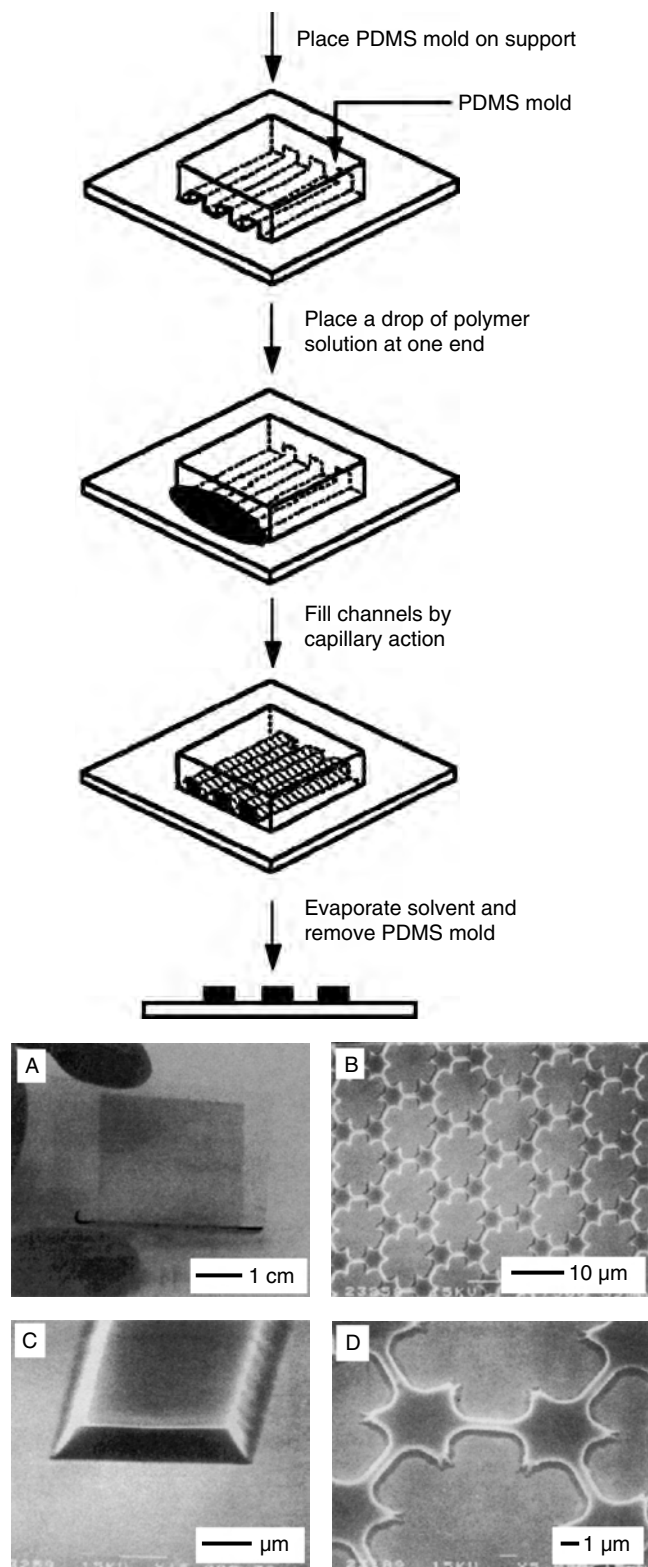 Place PDMS mold on support
PDMS mold
Place a drop of polymer
solution at one end
Fill channels by
capillary action
Evaporate solvent and
remove PDMS mold
A
1 cm
B
10 µm
C
µm
D
1 µm